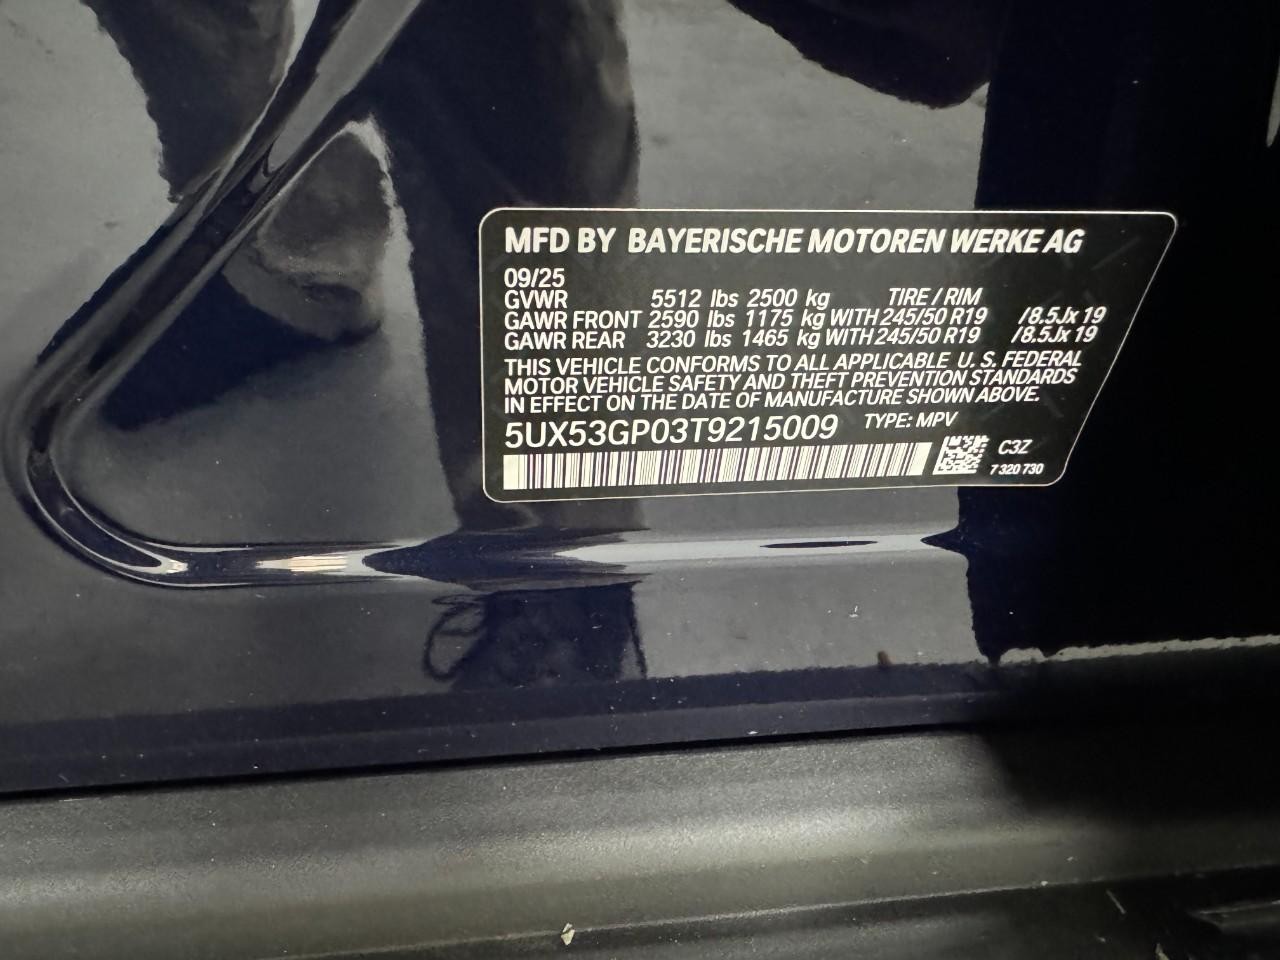 MFD BY BAYERISCHE MOTOREN WERKE AG
09/25
GVWR 5512 lbs 2500 kg TIRE / RIM
GAWR FRONT 2590 lbs 1175 kg WITH 245/50 R19 /8.5Jx 19
GAWR REAR 3230 lbs 1465 kg WITH 245/50 R19 /8.5Jx 19
THIS VEHICLE CONFORMS TO ALL APPLICABLE U. S. FEDERAL
MOTOR VEHICLE SAFETY AND THEFT PREVENTION STANDARDS
IN EFFECT ON THE DATE OF MANUFACTURE SHOWN ABOVE.
5UX53GP03T9215009 TYPE: MPV
C3Z
7 320 730